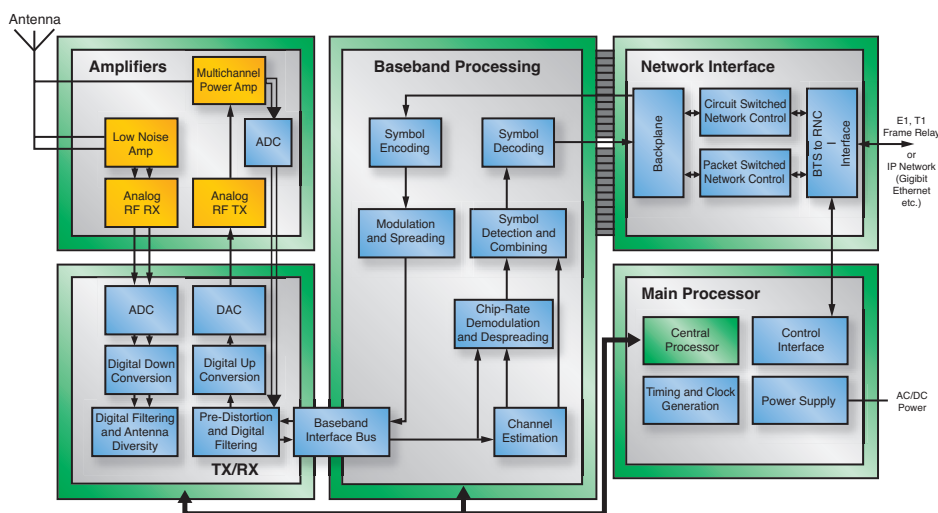 Antenna
Amplifiers
Multichannel
Power Amp
Low Noise
Amp
ADC
Analog
RF RX
Analog
RF TX
ADC
DAC
Digital Down
Conversion
Digital Up
Conversion
Digital Filtering
and Antenna
Diversity
Pre-Distortion
and Digital
Filtering
TX/RX
Baseband
Interface Bus
Baseband Processing
Symbol
Encoding
Symbol
Decoding
Modulation
and Spreading
Symbol
Detection and
Combining
Chip-Rate
Demodulation
and Despreading
Channel
Estimation
Network Interface
Backplane
Circuit Switched
Network Control
Packet Switched
Network Control
BTS to RNC
I
Interface
E1, T1
Frame Relay
or
IP Network
(Gigibit
Ethernet
etc.)
Main Processor
Central
Processor
Control
Interface
Timing and Clock
Generation
Power Supply
AC/DC
Power